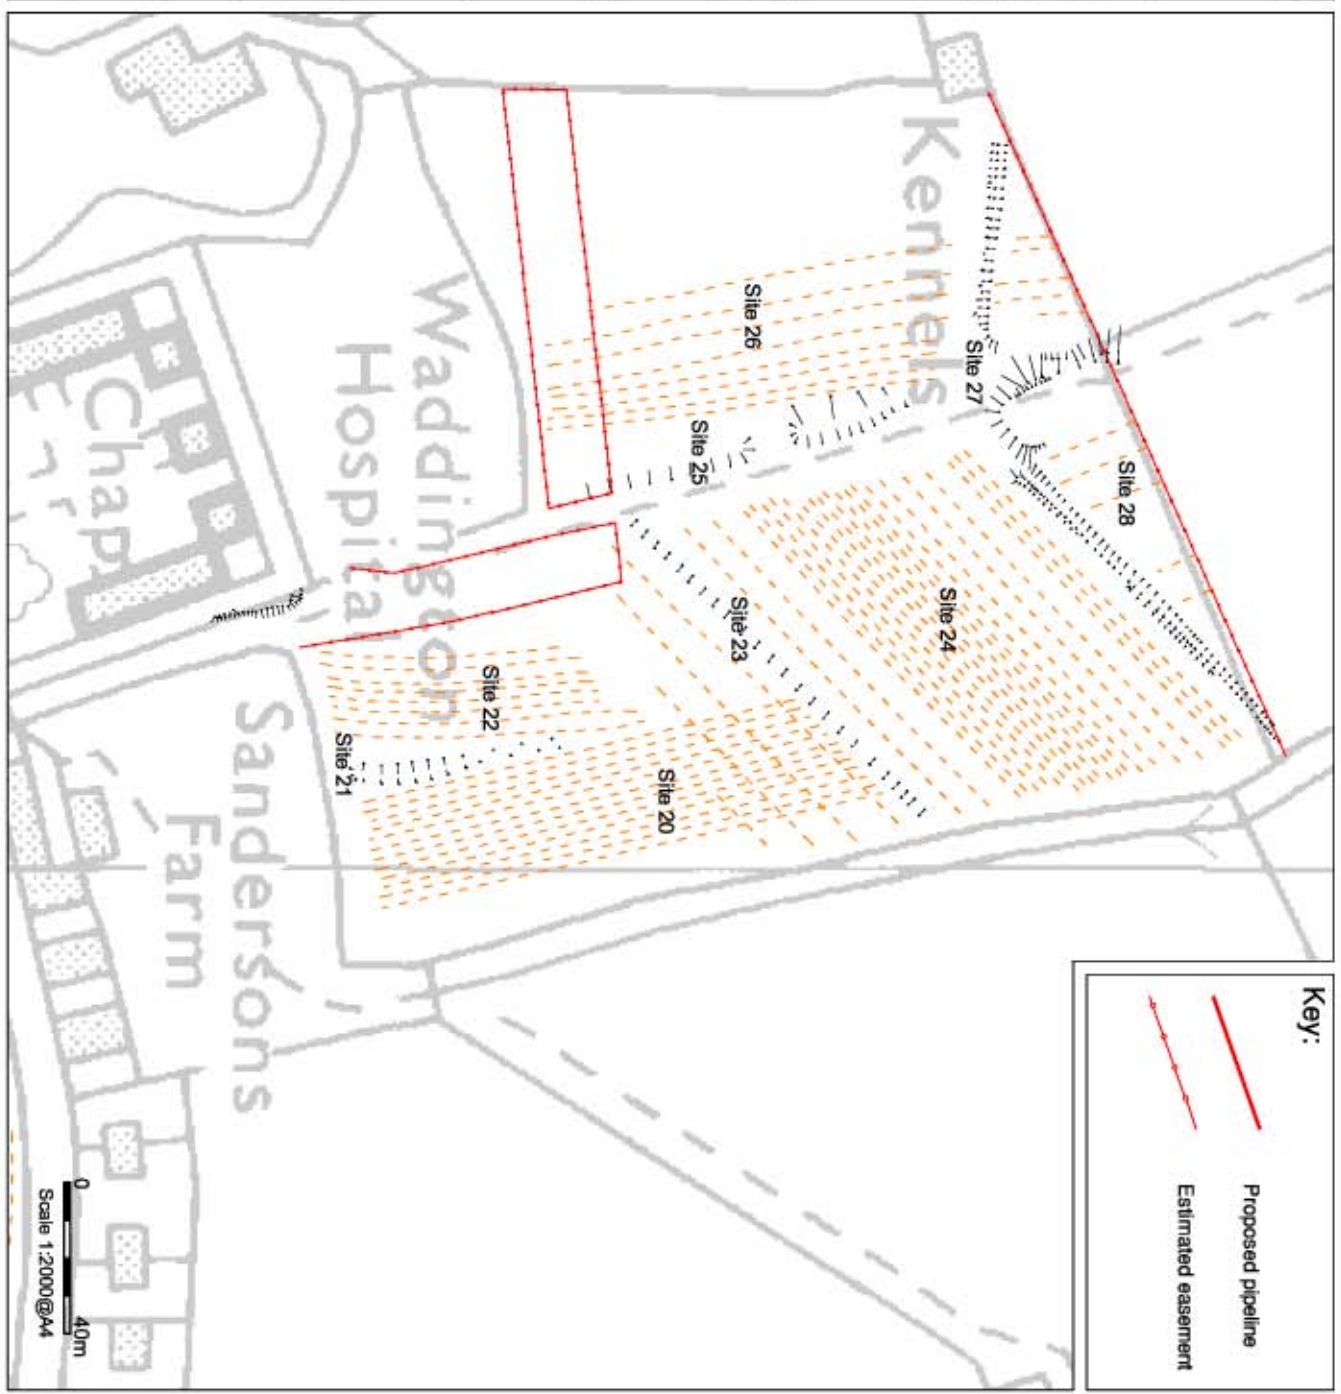 Key:
Proposed pipeline
Estimated easement
Kennels
Site 27
Site 28
Site 26
Site 25
Site 24
Site 23
Waddington
Hospital
Site 22
Site 21
Site 20
Chap
Sandersons
Farm
0
40m
Scale 1:2000@A4